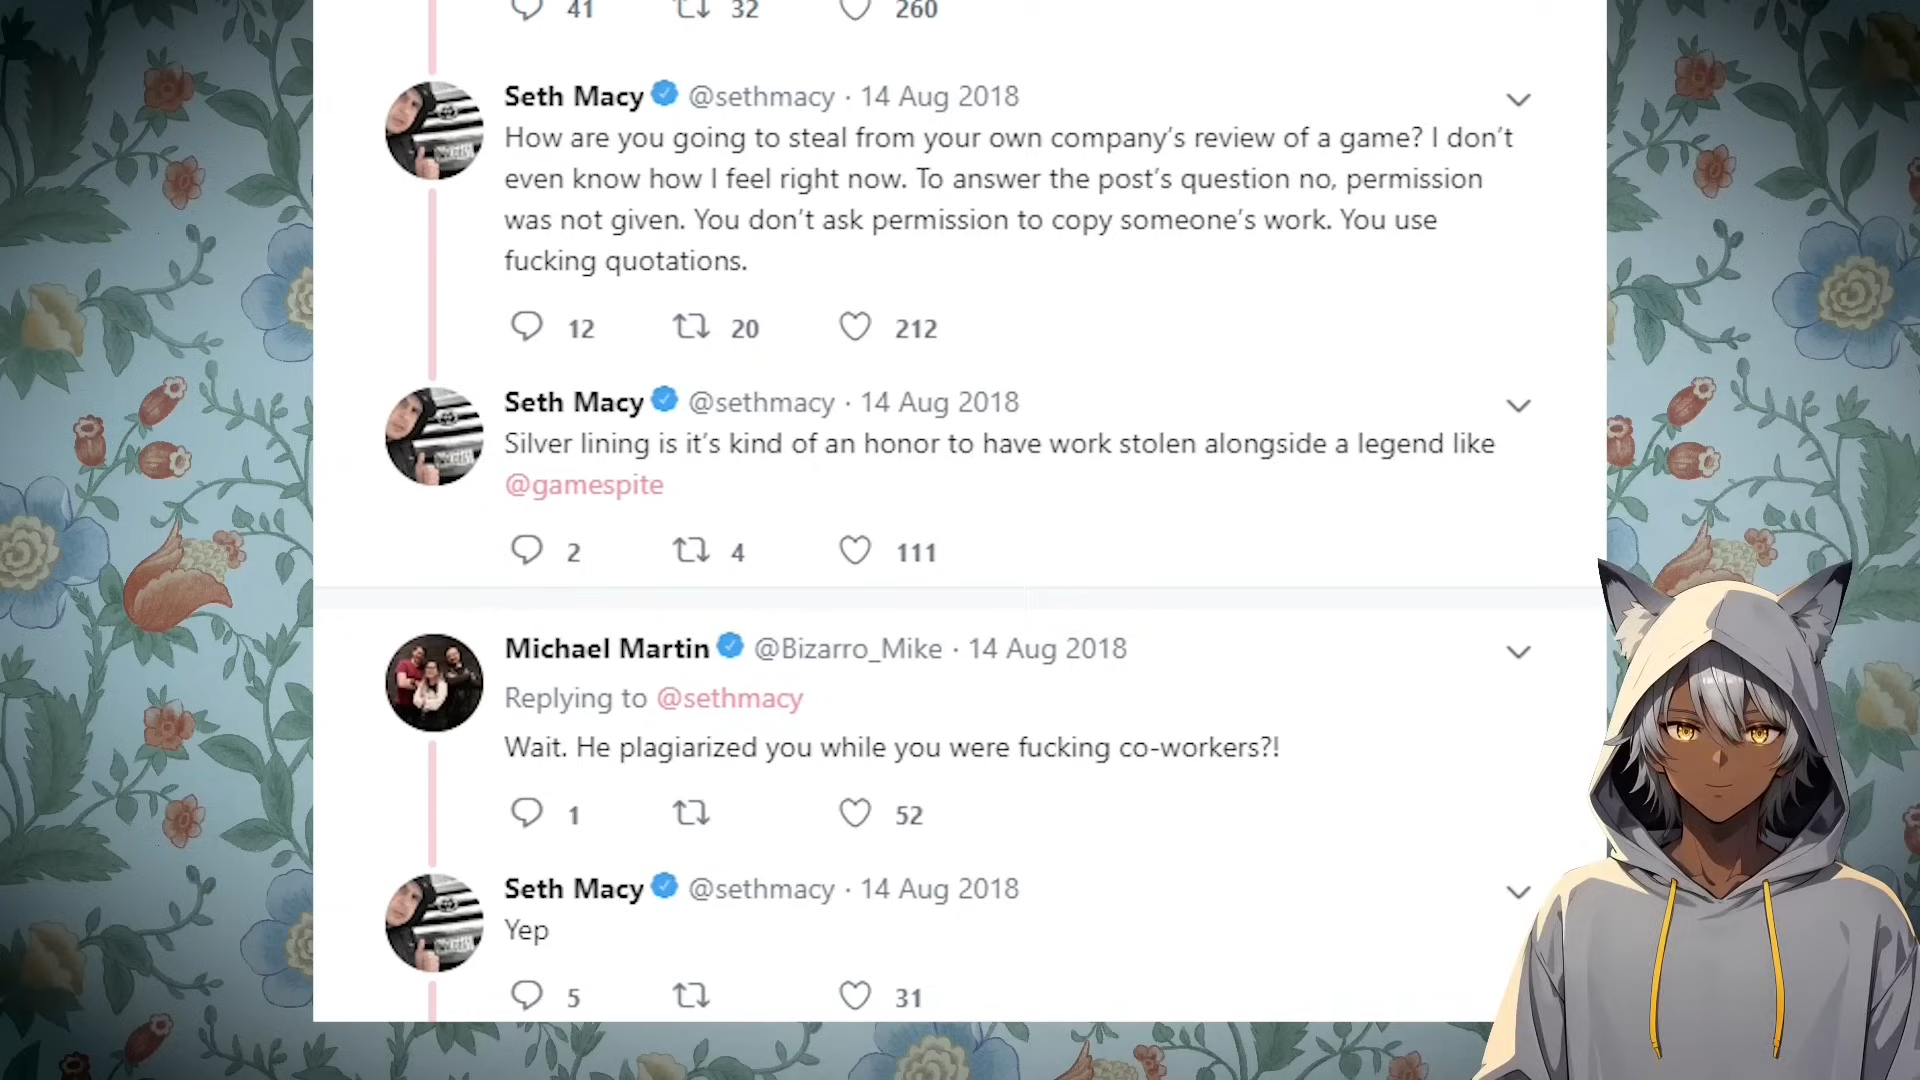 41 32 260
Seth Macy @sethmacy · 14 Aug 2018
How are you going to steal from your own company's review of a game? I don't
even know how I feel right now. To answer the post's question no, permission
was not given. You don't ask permission to copy someone's work. You use
fucking quotations.
12 20 212
Seth Macy @sethmacy · 14 Aug 2018
Silver lining is it's kind of an honor to have work stolen alongside a legend like
@gamespite
2 4 111
Michael Martin @Bizarro_Mike · 14 Aug 2018
Replying to @sethmacy
Wait. He plagiarized you while you were fucking co-workers?!
1 52
Seth Macy @sethmacy · 14 Aug 2018
Yep
5 31